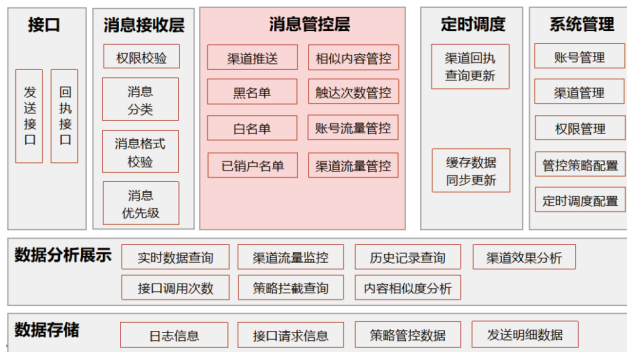 接口
发送接口
回执接口
消息接收层
权限校验
消息
分类
消息格式
校验
消息
优先级
消息管控层
渠道推送
相似内容管控
黑名单
触达次数管控
白名单
账号流量管控
已销户名单
渠道流量管控
定时调度
渠道回执
查询更新
缓存数据
同步更新
系统管理
账号管理
渠道管理
权限管理
管控策略配置
定时调度配置
数据分析展示
实时数据查询
渠道流量监控
历史记录查询
渠道效果分析
接口调用次数
策略拦截查询
内容相似度分析
数据存储
日志信息
接口请求信息
策略管控数据
发送明细数据